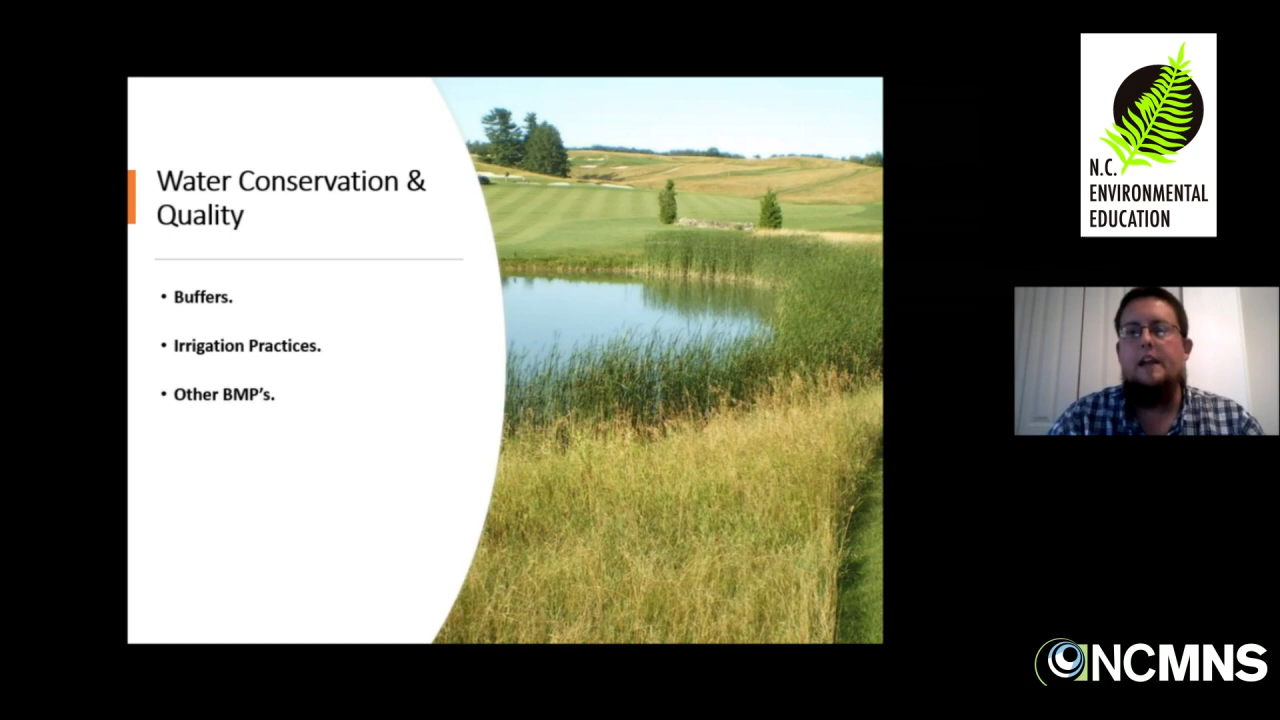 Water Conservation &
Quality
• Buffers.
• Irrigation Practices.
• Other BMP's.
N.C.
ENVIRONMENTAL
EDUCATION
NCMNS